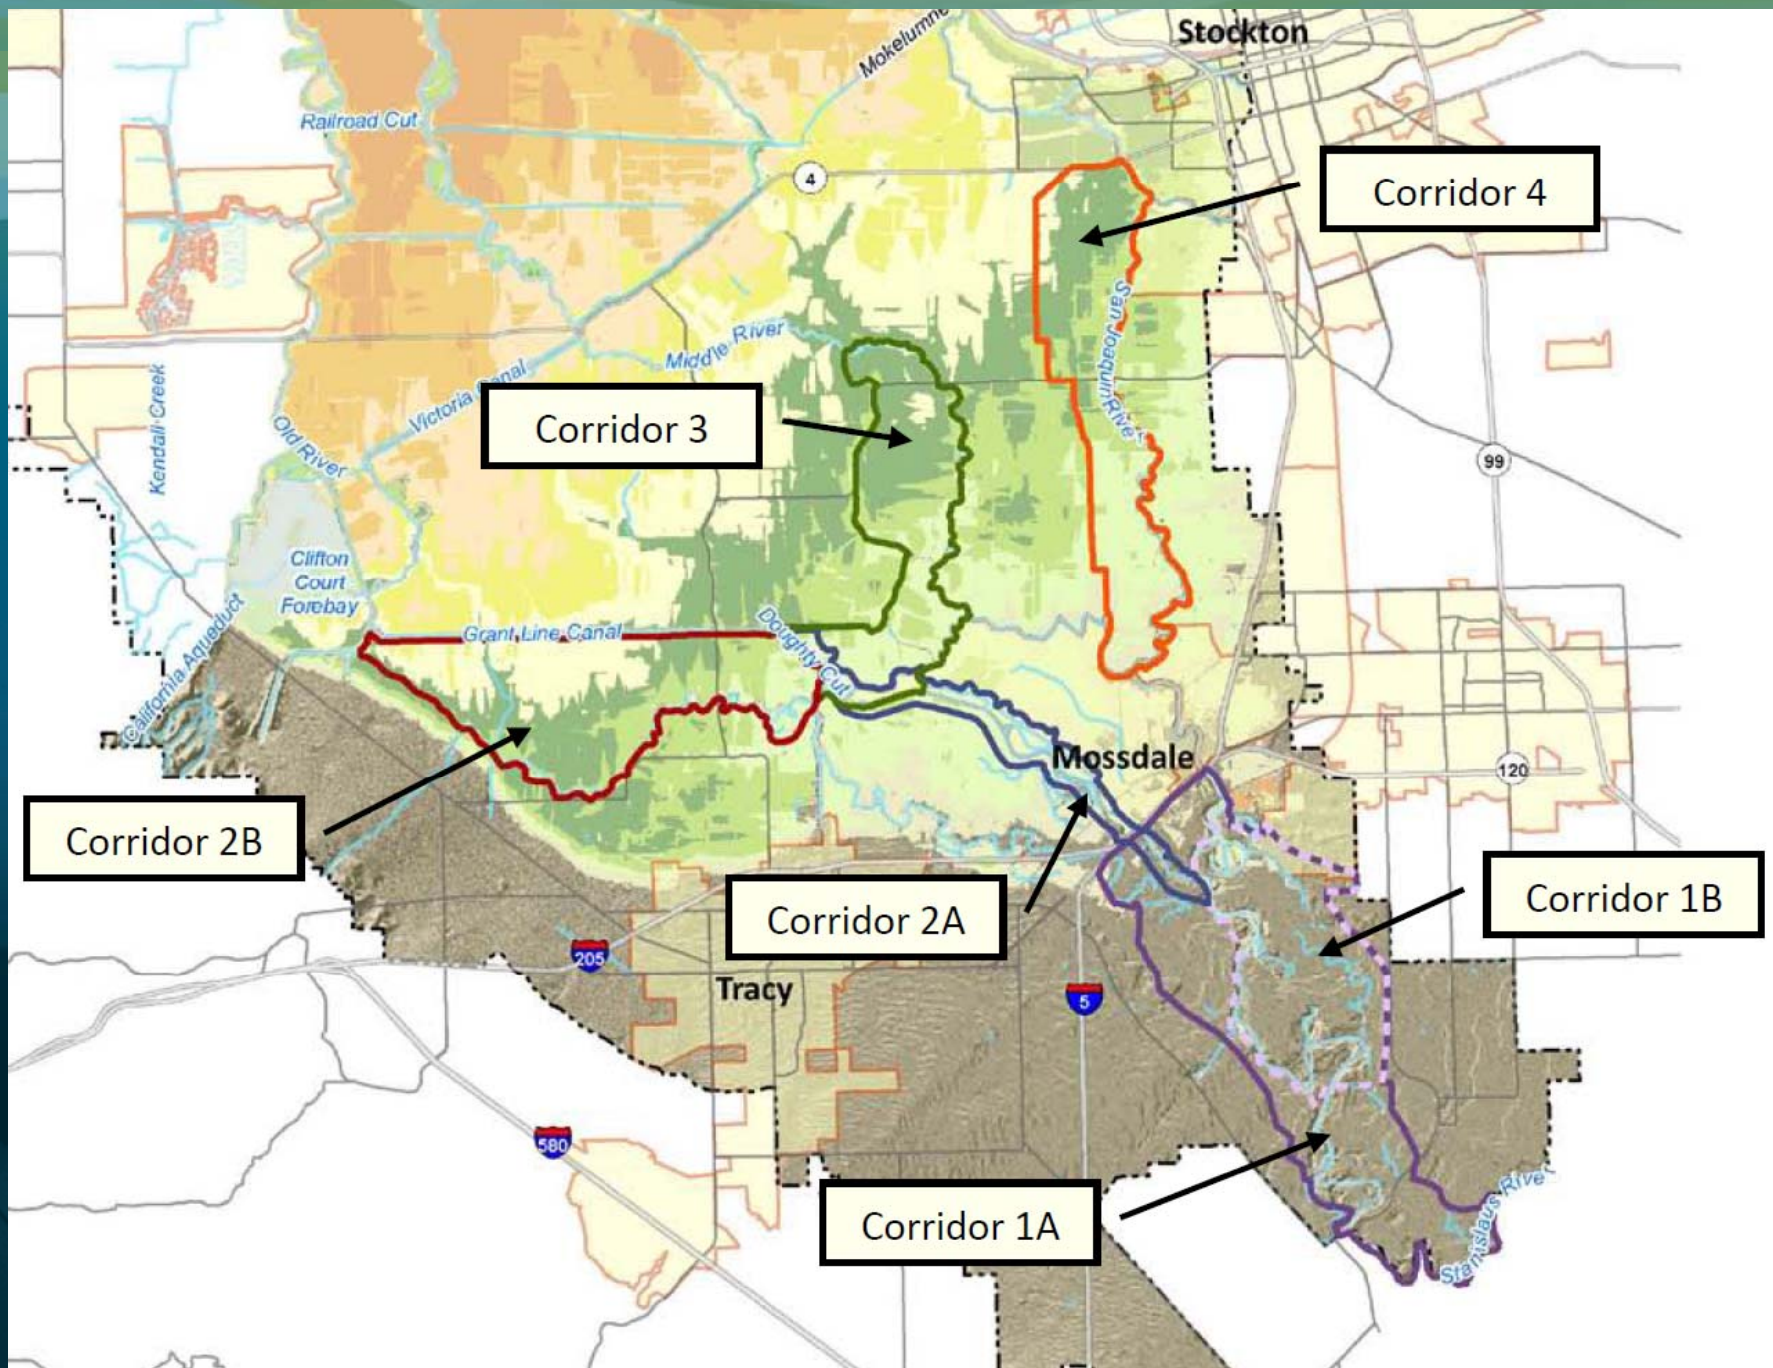 Stockton
Mokelumne
Railroad Cut
4
Corridor 4
San Joaquin River
Middle River
Victoria Canal
Kendall Creek
Old River
Corridor 3
99
Clifton
Court
Forebay
California Aqueduct
Grant Line Canal
Doughty Cut
Mossdale
120
Corridor 2B
Corridor 2A
Corridor 1B
205
Tracy
5
580
Corridor 1A
Stanislaus River